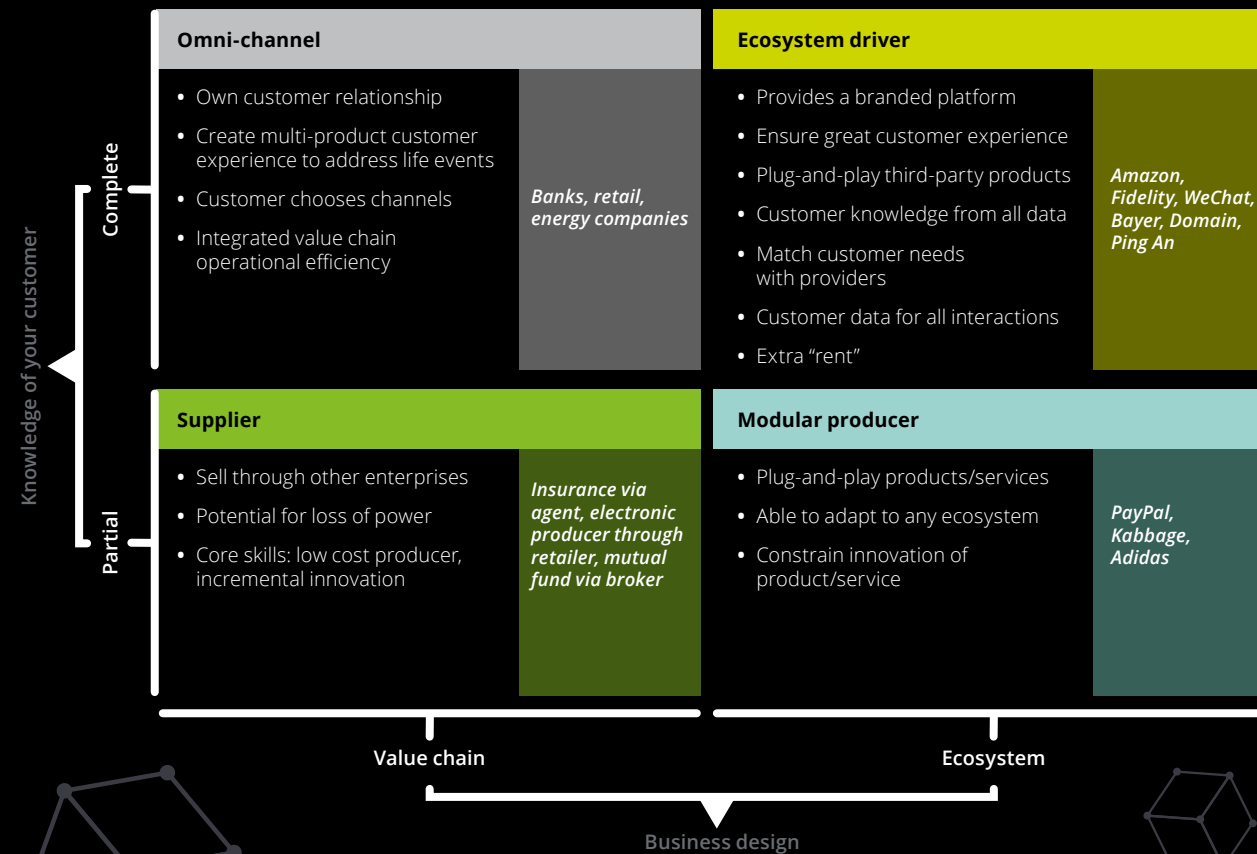 Omni-channel
• Own customer relationship
• Create multi-product customer
experience to address life events
• Customer chooses channels
• Integrated value chain
operational efficiency
Banks, retail,
energy companies
Ecosystem driver
• Provides a branded platform
• Ensure great customer experience
• Plug-and-play third-party products
• Customer knowledge from all data
• Match customer needs
with providers
• Customer data for all interactions
• Extra “rent”
Amazon,
Fidelity, WeChat,
Bayer, Domain,
Ping An
Complete
Knowledge of your customer
Partial
Supplier
• Sell through other enterprises
• Potential for loss of power
• Core skills: low cost producer,
incremental innovation
Insurance via
agent, electronic
producer through
retailer, mutual
fund via broker
Modular producer
• Plug-and-play products/services
• Able to adapt to any ecosystem
• Constrain innovation of
product/service
PayPal,
Kabbage,
Adidas
Value chain
Ecosystem
Business design